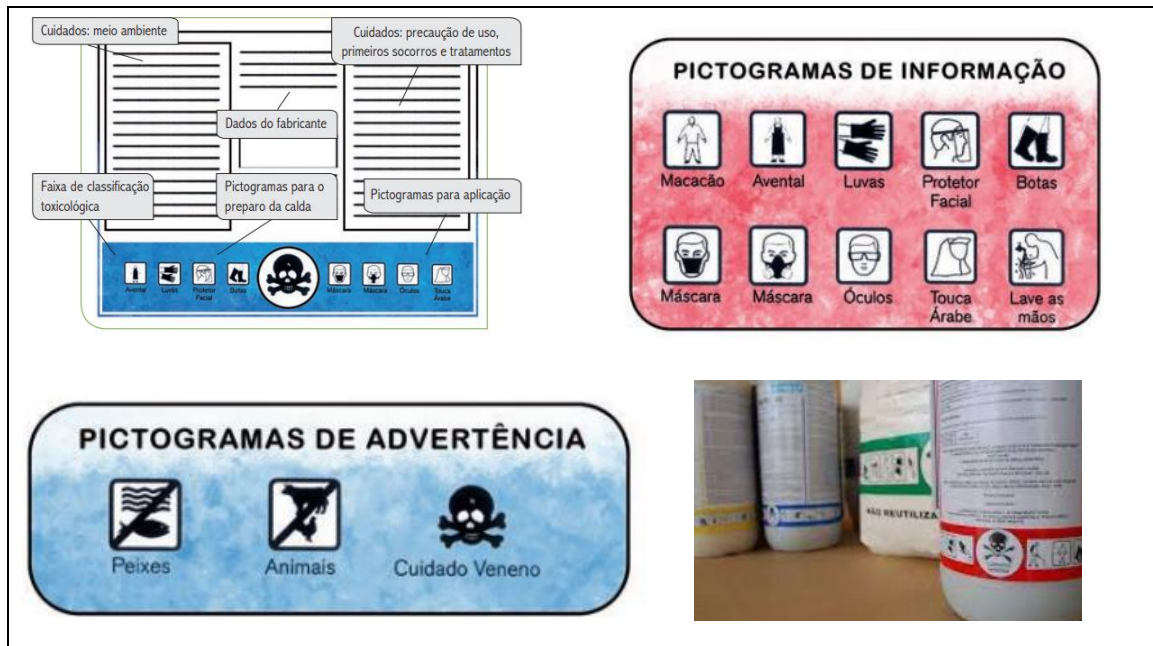 Cuidados: meio ambiente
Cuidados: precaução de uso,
primeiros socorros e tratamentos
Dados do fabricante
Faixa de classificação
toxicológica
Pictogramas para o
preparo da calda
Pictogramas para aplicação
Avental
Luvas
Protetor
Facial
Botas
Máscara
Máscara
Óculos
Touca
Árabe
PICTOGRAMAS DE INFORMAÇÃO
Macacão
Avental
Luvas
Protetor
Facial
Botas
Máscara
Máscara
Óculos
Touca
Árabe
Lave as
mãos
PICTOGRAMAS DE ADVERTÊNCIA
Peixes
Animais
Cuidado Veneno
NÃO REUTILIZA